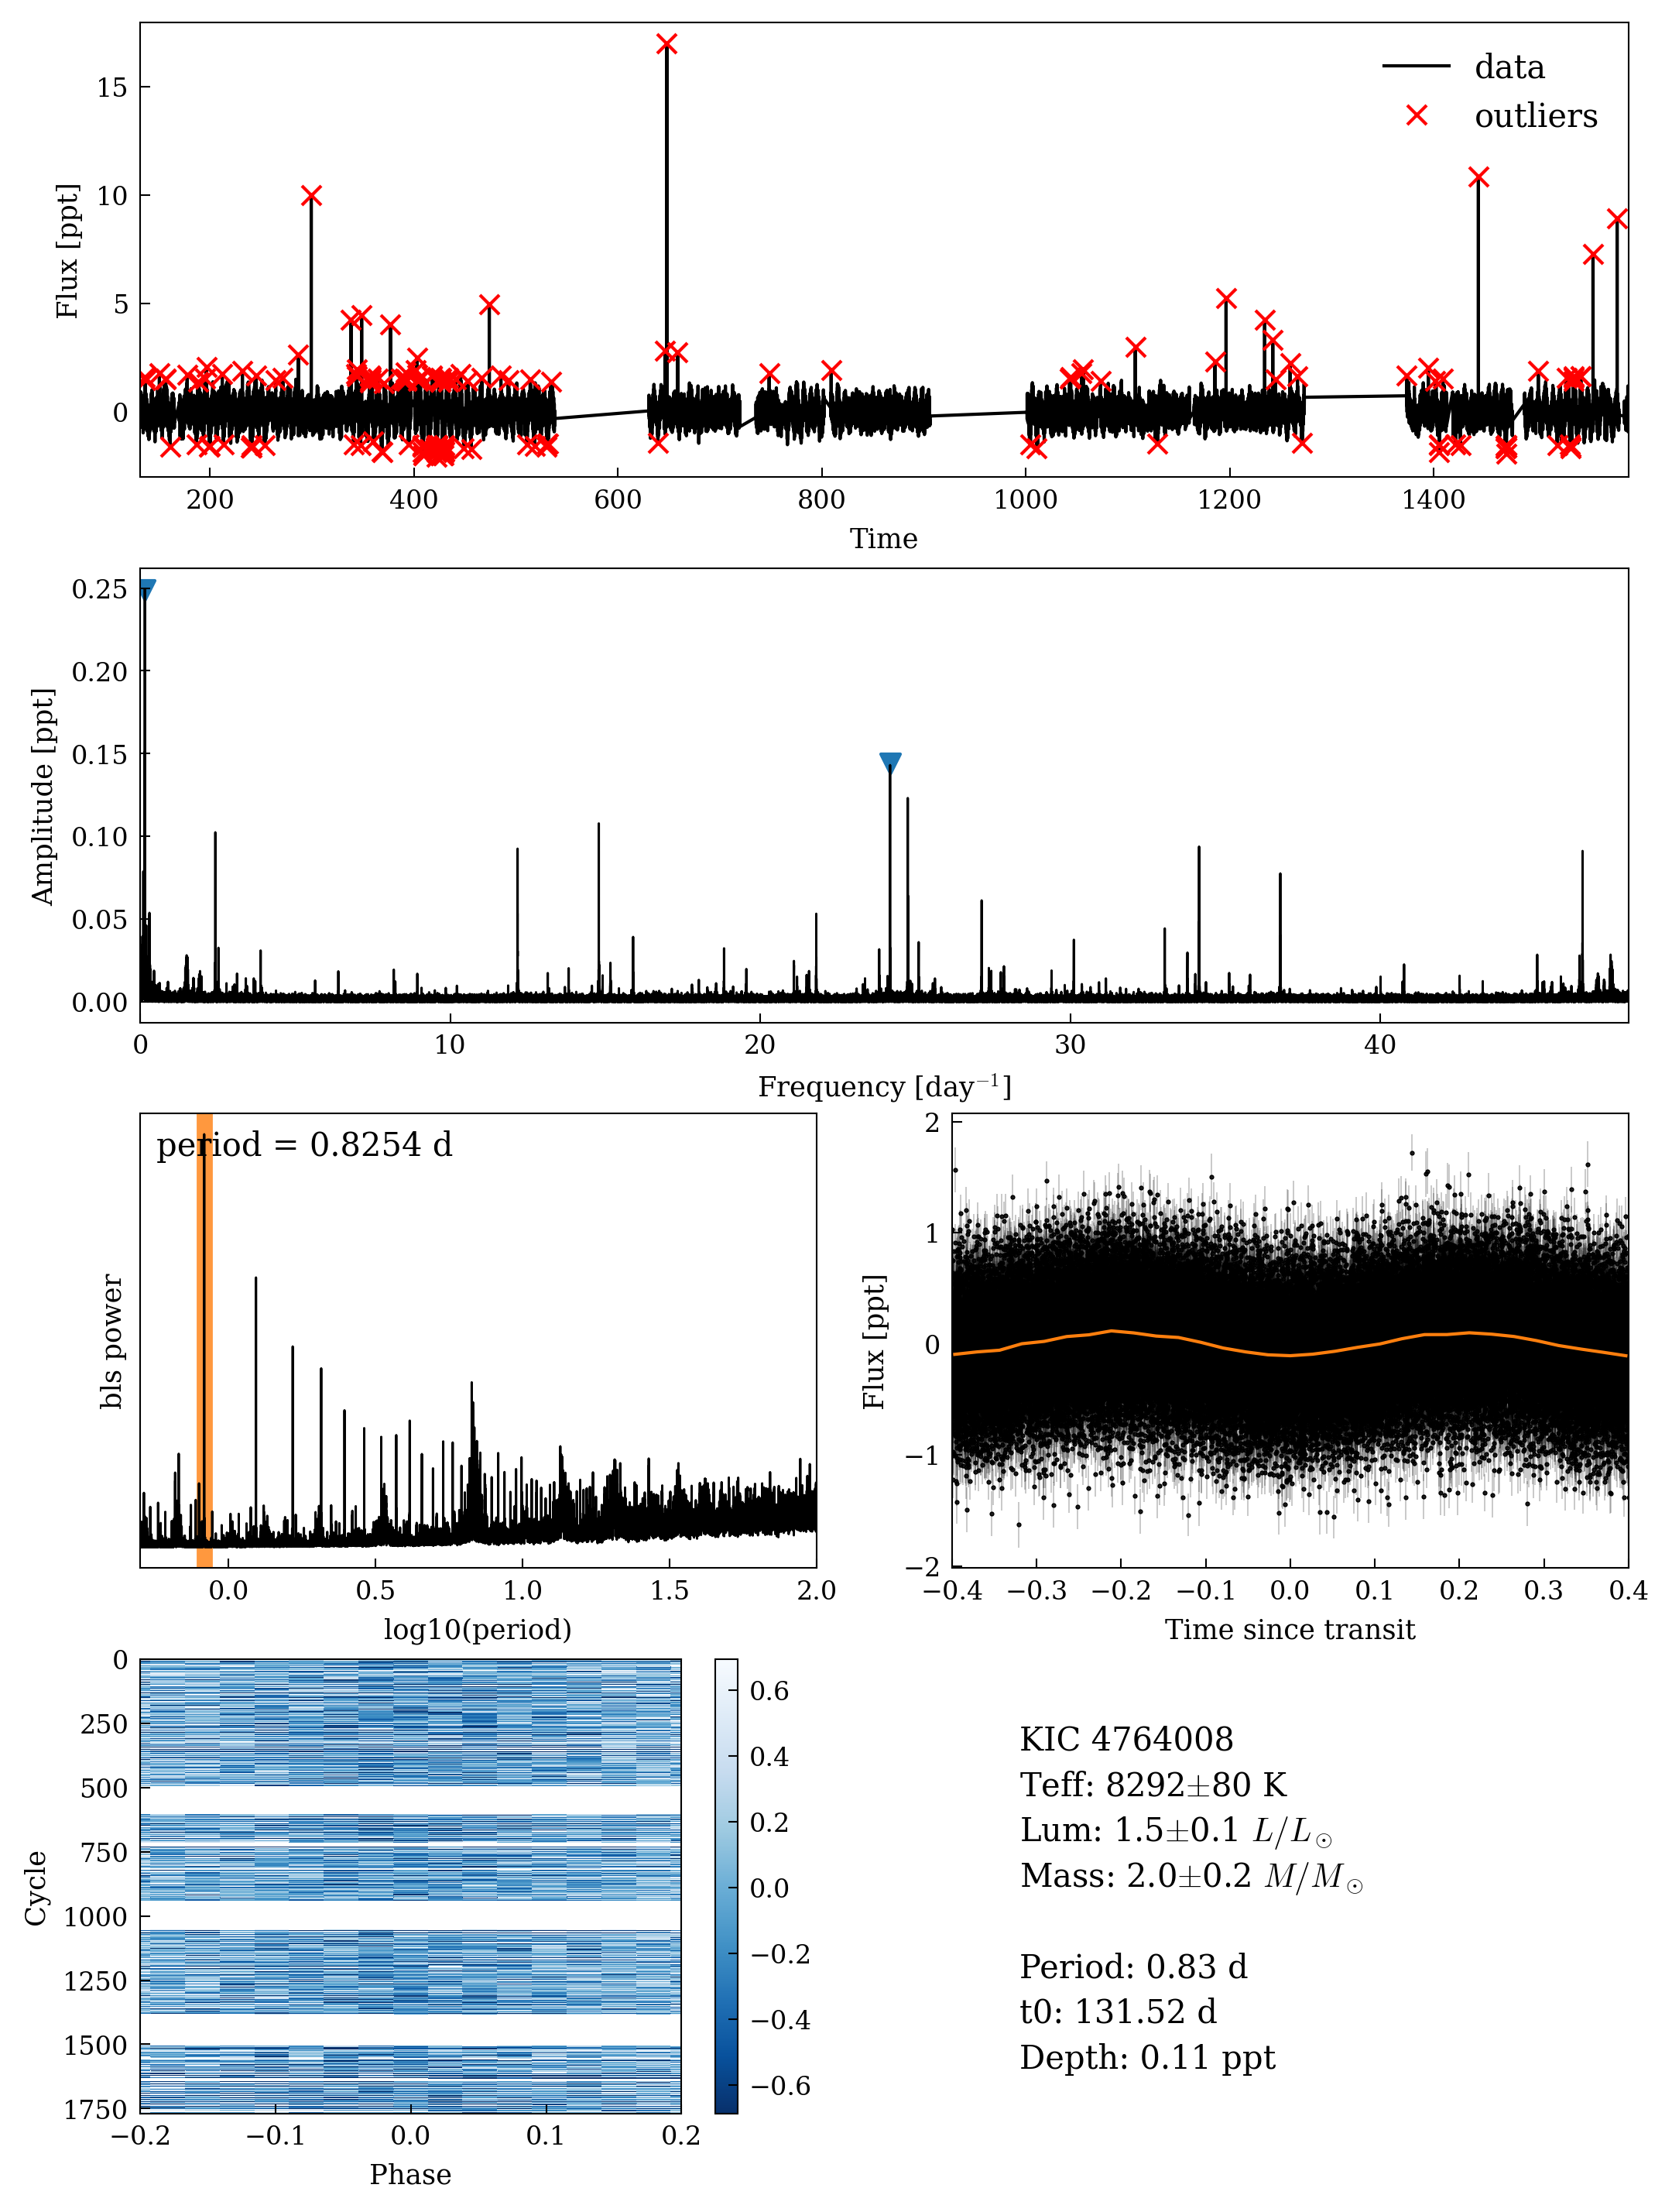 data
outliers
15
10
5
0
Flux [ppt]
200 400 600 800 1000 1200 1400
Time
0.25
0.20
0.15
0.10
0.05
0.00
Amplitude [ppt]
0 10 20 30 40
Frequency [day⁻¹]
period = 0.8254 d
bls power
0.0 0.5 1.0 1.5 2.0
log10(period)
2
1
0
−1
−2
Flux [ppt]
−0.4 −0.3 −0.2 −0.1 0.0 0.1 0.2 0.3 0.4
Time since transit
0
250
500
750
1000
1250
1500
1750
Cycle
−0.2 −0.1 0.0 0.1 0.2
Phase
0.6
0.4
0.2
0.0
−0.2
−0.4
−0.6
KIC 4764008
Teff: 8292±80 K
Lum: 1.5±0.1 L/L⊙
Mass: 2.0±0.2 M/M⊙
Period: 0.83 d
t0: 131.52 d
Depth: 0.11 ppt